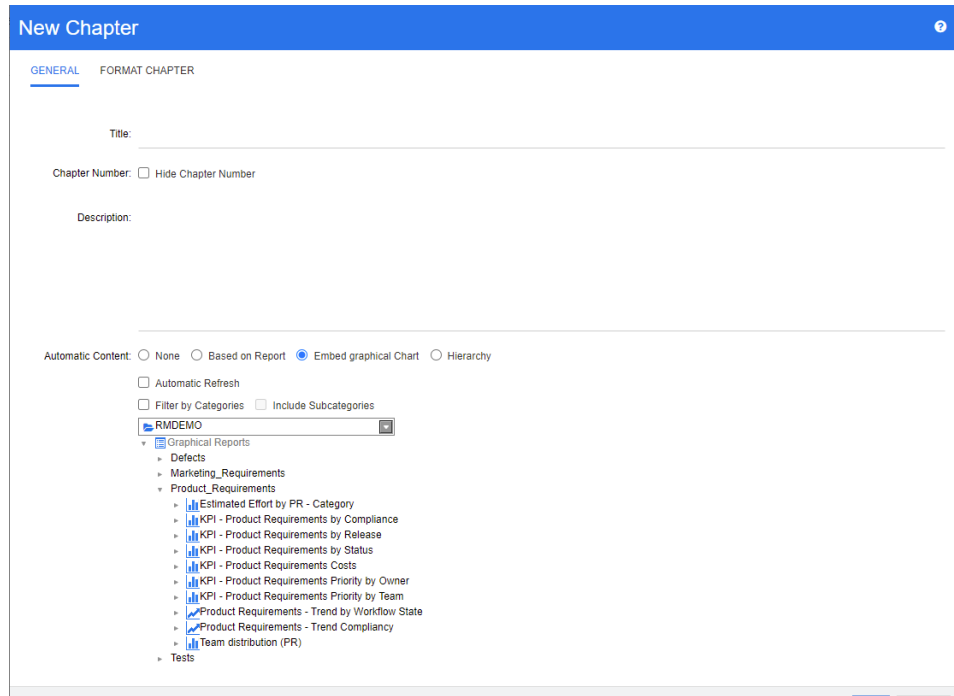 New Chapter
GENERAL FORMAT CHAPTER
Title:
Chapter Number: Hide Chapter Number
Description:
Automatic Content: None Based on Report Embed graphical Chart Hierarchy
Automatic Refresh
Filter by Categories Include Subcategories
RMDEMO
Graphical Reports
Defects
Marketing_Requirements
Product_Requirements
Estimated Effort by PR - Category
KPI - Product Requirements by Compliance
KPI - Product Requirements by Release
KPI - Product Requirements by Status
KPI - Product Requirements Costs
KPI - Product Requirements Priority by Owner
KPI - Product Requirements Priority by Team
Product Requirements - Trend by Workflow State
Product Requirements - Trend Compliancy
Team distribution (PR)
Tests